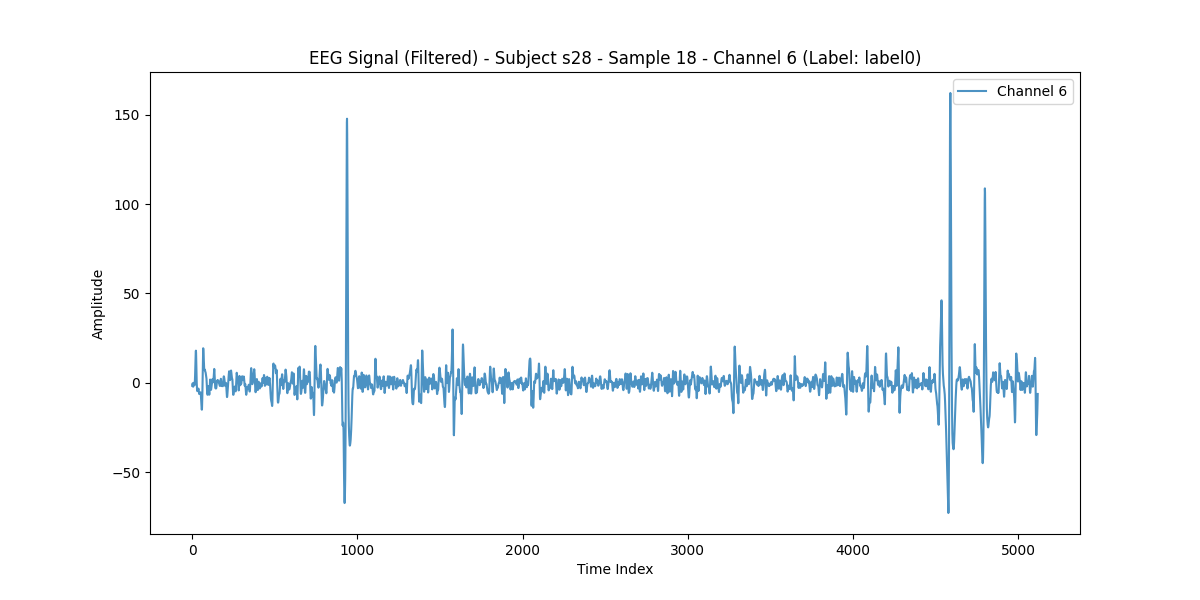 EEG Signal (Filtered) - Subject s28 - Sample 18 - Channel 6 (Label: label0)
Channel 6
150
100
50
0
−50
Amplitude
0 1000 2000 3000 4000 5000
Time Index